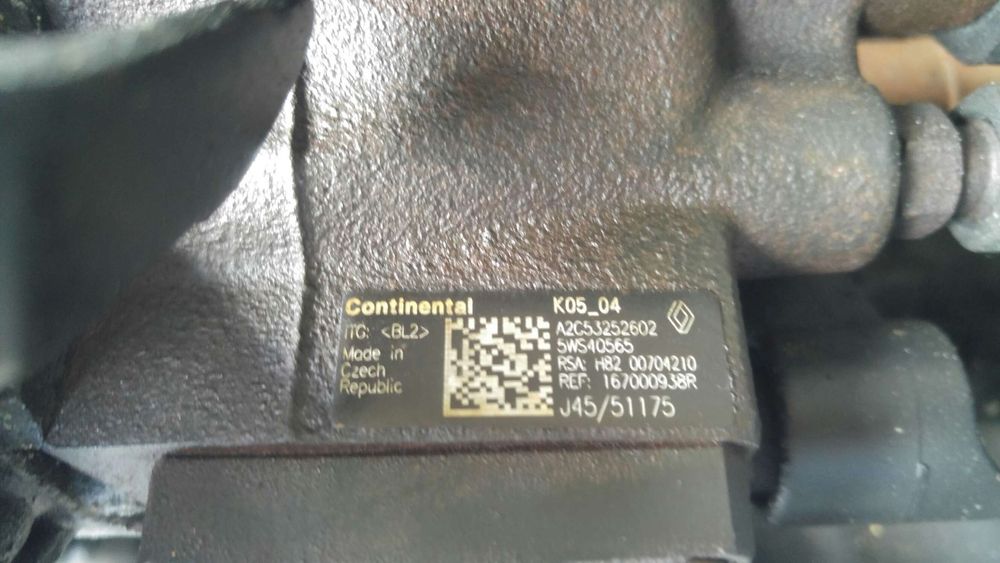 Continental
ITC: <BL2>
Made in
Czech
Republic
K05_04
A2C53252602
5WS40565
RSA: H82 00704210
REF: 167000938R
J45/51175